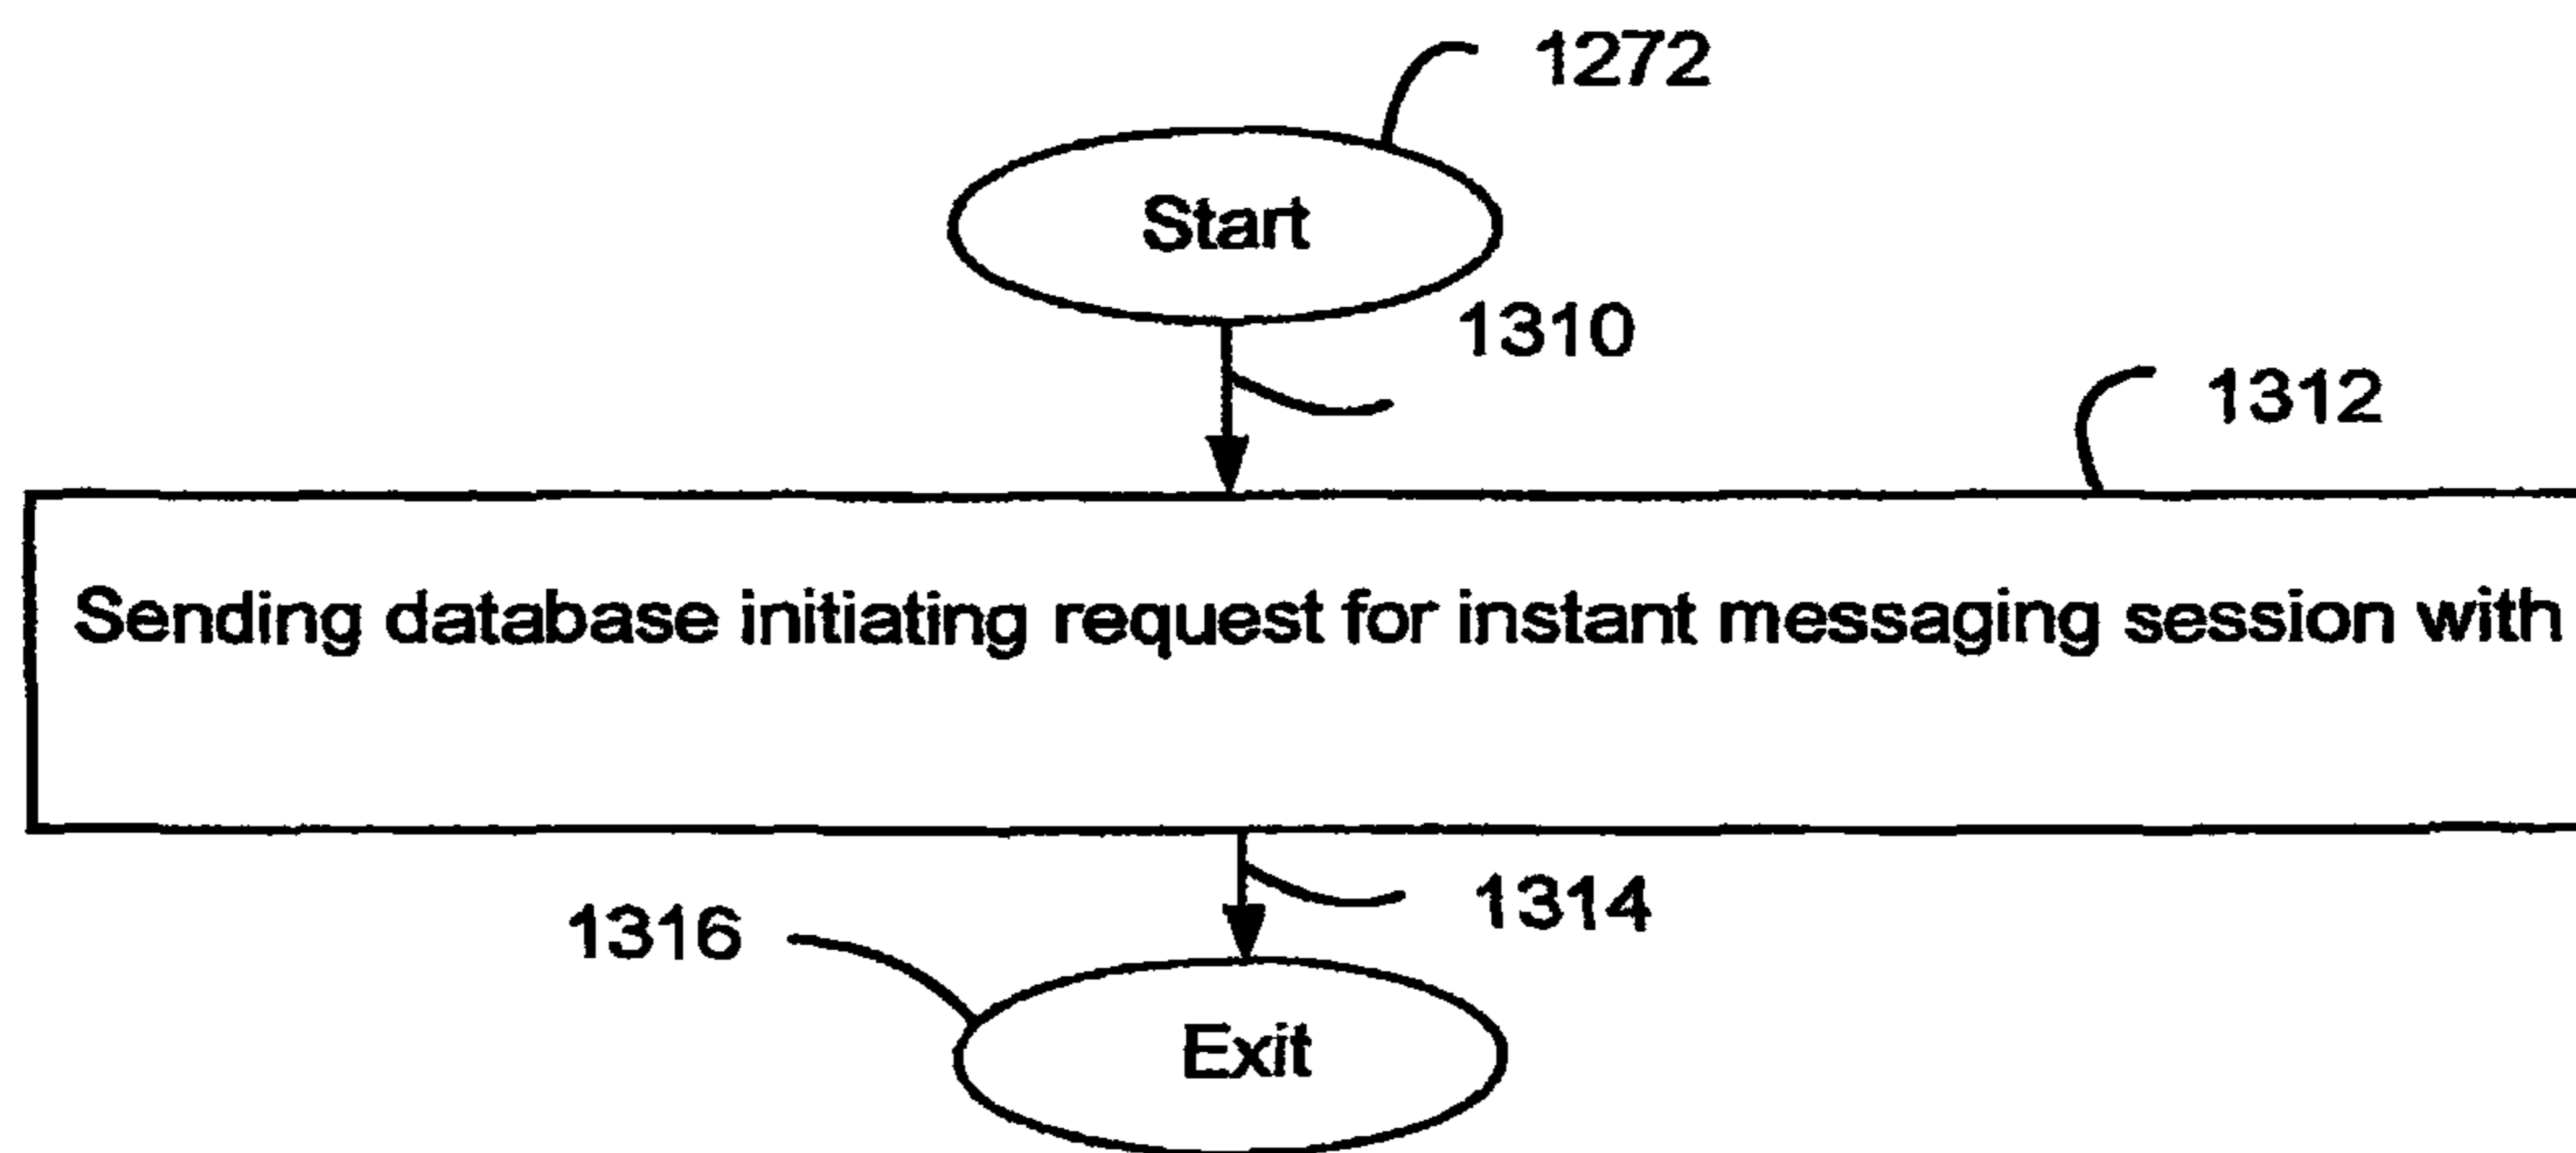 1272
Start
1310
1312
Sending database initiating request for instant messaging session with
1314
1316
Exit